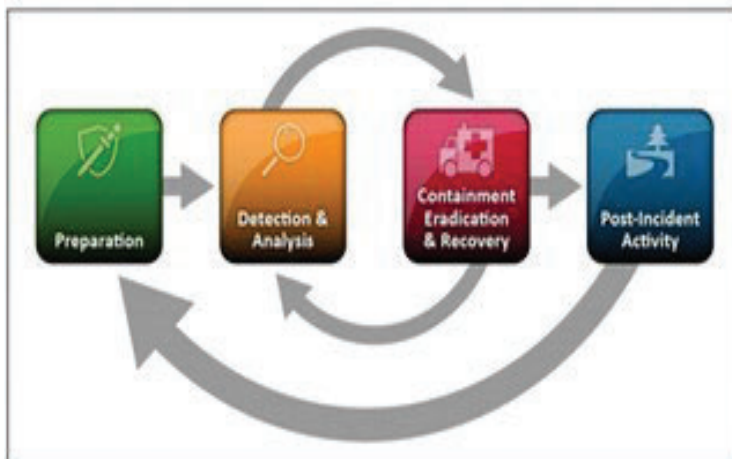 Preparation
Detection &
Analysis
Containment
Eradication
& Recovery
Post-Incident
Activity